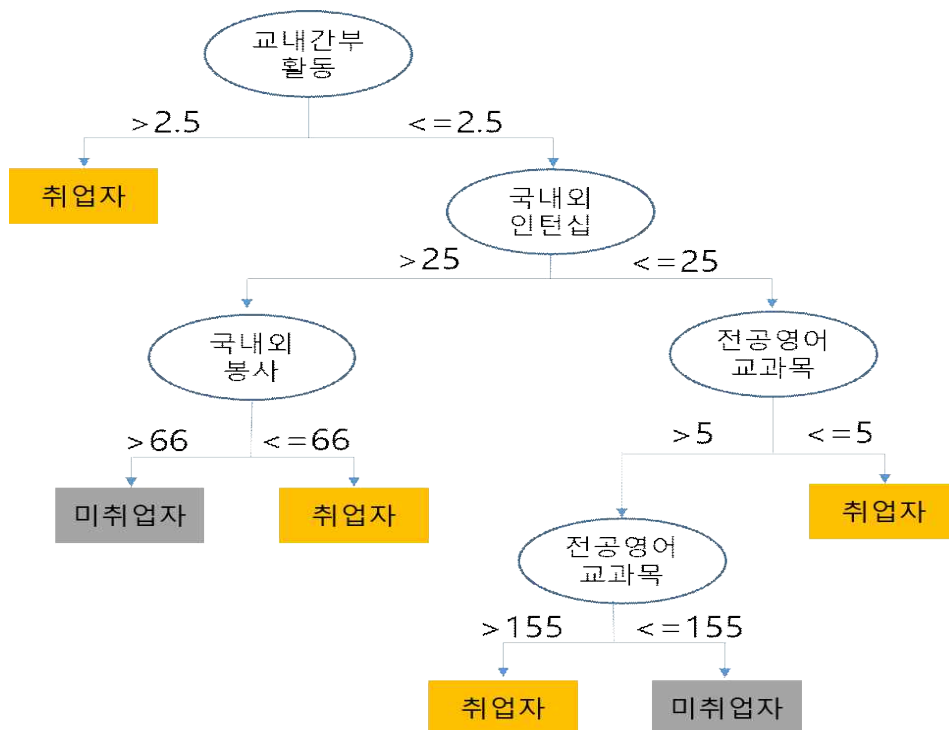 교내간부
활동
>2.5
<=2.5
취업자
국내외
인턴십
>25
<=25
국내외
봉사
전공영어
교과목
>66
<=66
>5
<=5
미취업자
취업자
취업자
전공영어
교과목
>155
<=155
취업자
미취업자